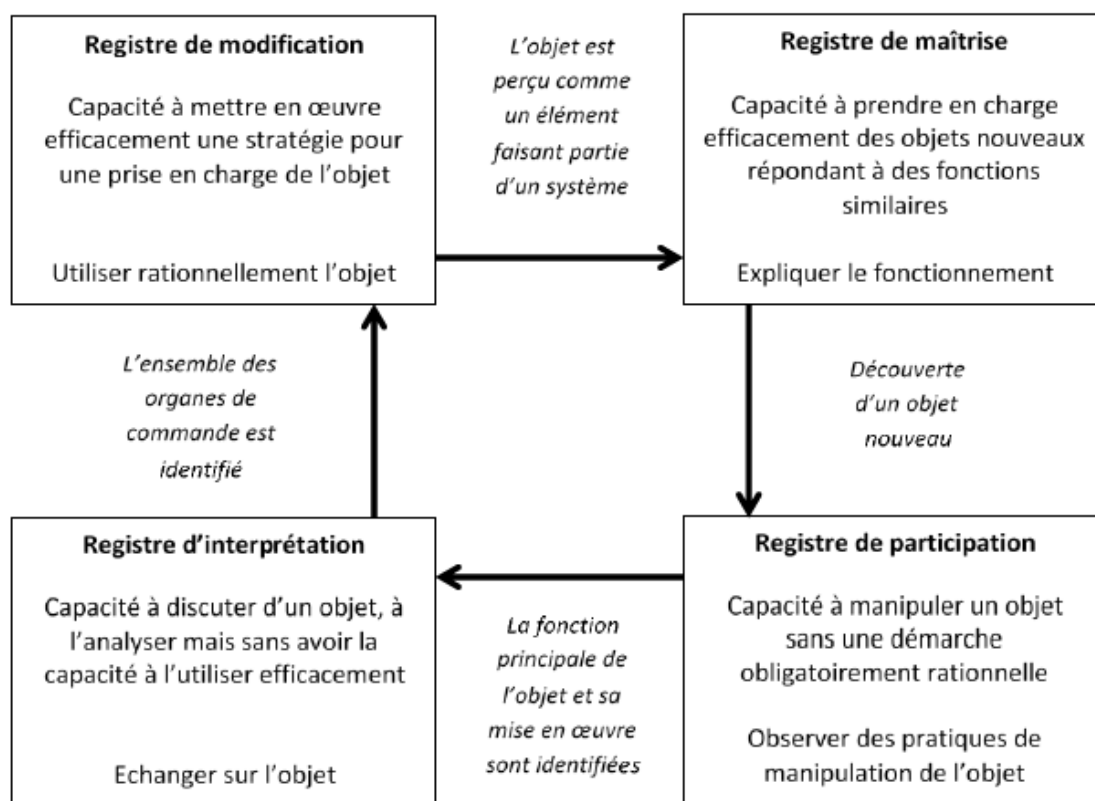 Registre de modification
Capacité à mettre en œuvre
efficacement une stratégie pour
une prise en charge de l'objet
Utiliser rationnellement l'objet
L'objet est
perçu comme
un élément
faisant partie
d'un système
Registre de maîtrise
Capacité à prendre en charge
efficacement des objets nouveaux
répondant à des fonctions
similaires
Expliquer le fonctionnement
L'ensemble des
organes de
commande est
identifié
Découverte
d'un objet
nouveau
Registre d'interprétation
Capacité à discuter d'un objet, à
l'analyser mais sans avoir la
capacité à l'utiliser efficacement
Echanger sur l'objet
La fonction
principale de
l'objet et sa
mise en œuvre
sont identifiées
Registre de participation
Capacité à manipuler un objet
sans une démarche
obligatoirement rationnelle
Observer des pratiques de
manipulation de l'objet